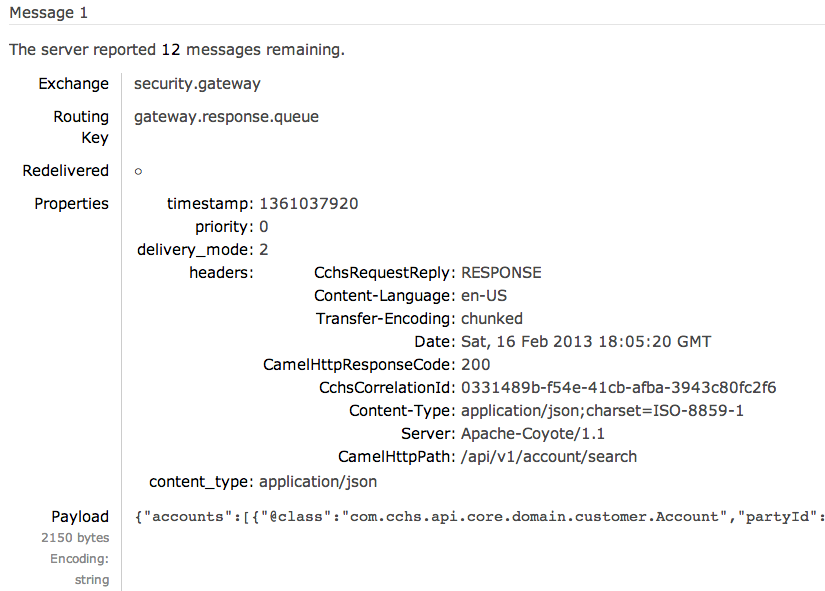 Message 1
The server reported 12 messages remaining.
Exchange security.gateway
Routing Key gateway.response.queue
Redelivered ○
Properties timestamp: 1361037920
priority: 0
delivery_mode: 2
headers: CchsRequestReply: RESPONSE
Content-Language: en-US
Transfer-Encoding: chunked
Date: Sat, 16 Feb 2013 18:05:20 GMT
CamelHttpResponseCode: 200
CchsCorrelationId: 0331489b-f54e-41cb-afba-3943c80fc2f6
Content-Type: application/json;charset=ISO-8859-1
Server: Apache-Coyote/1.1
CamelHttpPath: /api/v1/account/search
content_type: application/json
Payload {"accounts":[{"@class":"com.cchs.api.core.domain.customer.Account","partyId":
2150 bytes
Encoding:
string